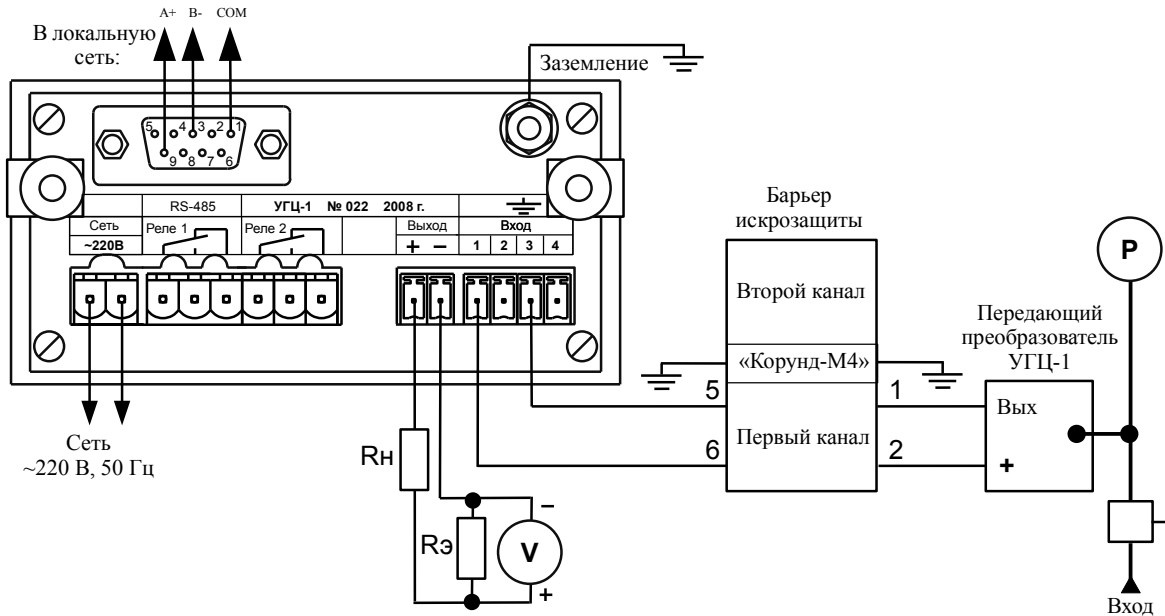 A+ B- COM
В локальную
сеть:
Заземление
5 4 3 2 1
9 8 7 6
RS-485 УГЦ-1 № 022 2008 г.
Сеть Реле 1 Реле 2 Выход Вход
~220В + − 1 2 3 4
Сеть
~220 В, 50 Гц
Rн
Rэ
V
−
+
Барьер
искрозащиты
Второй канал
«Корунд-М4»
5 1
Первый канал
6 2
Передающий
преобразователь
УГЦ-1
Вых
+
P
Вход